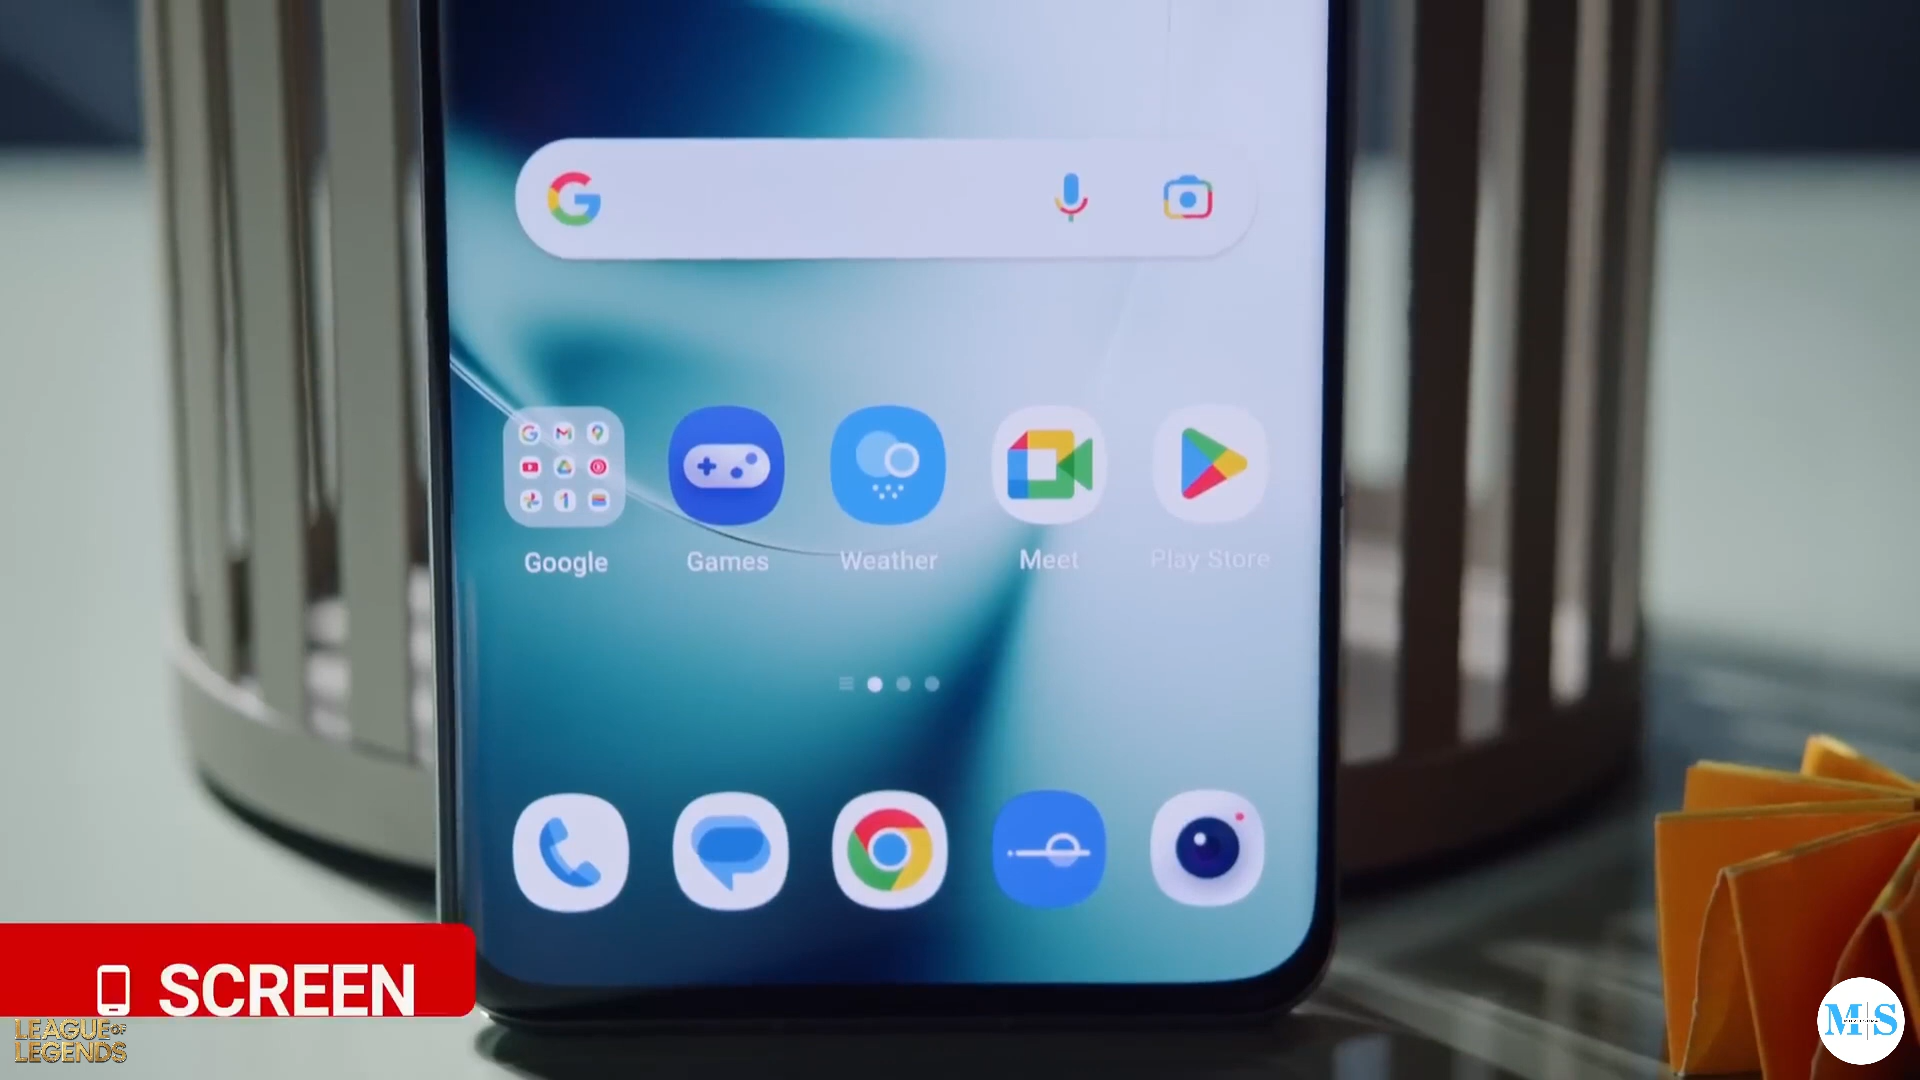 Google Games Weather Meet Play Store
SCREEN
LEAGUE OF
LEGENDS
M|S